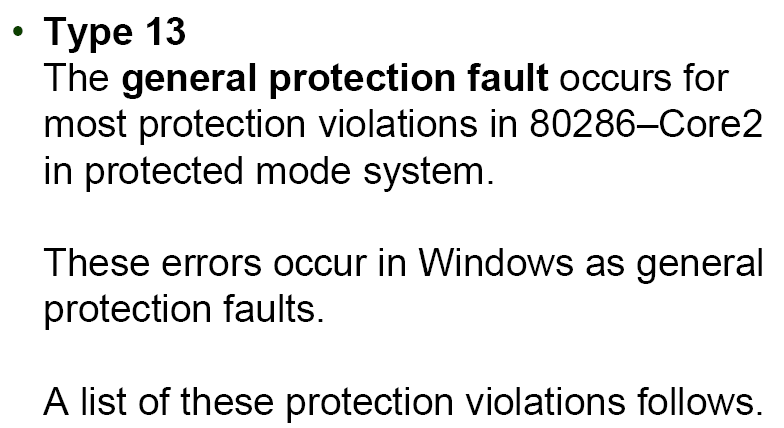 • Type 13
The general protection fault occurs for
most protection violations in 80286–Core2
in protected mode system.
These errors occur in Windows as general
protection faults.
A list of these protection violations follows.